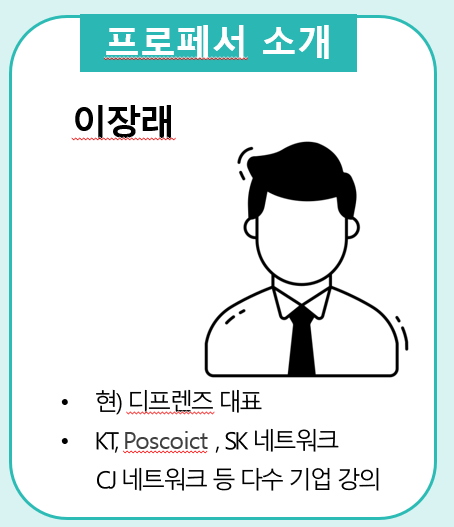 프로페서 소개
이장래
• 현) 디프렌즈 대표
• KT, Poscoict , SK 네트워크
CJ 네트워크 등 다수 기업 강의